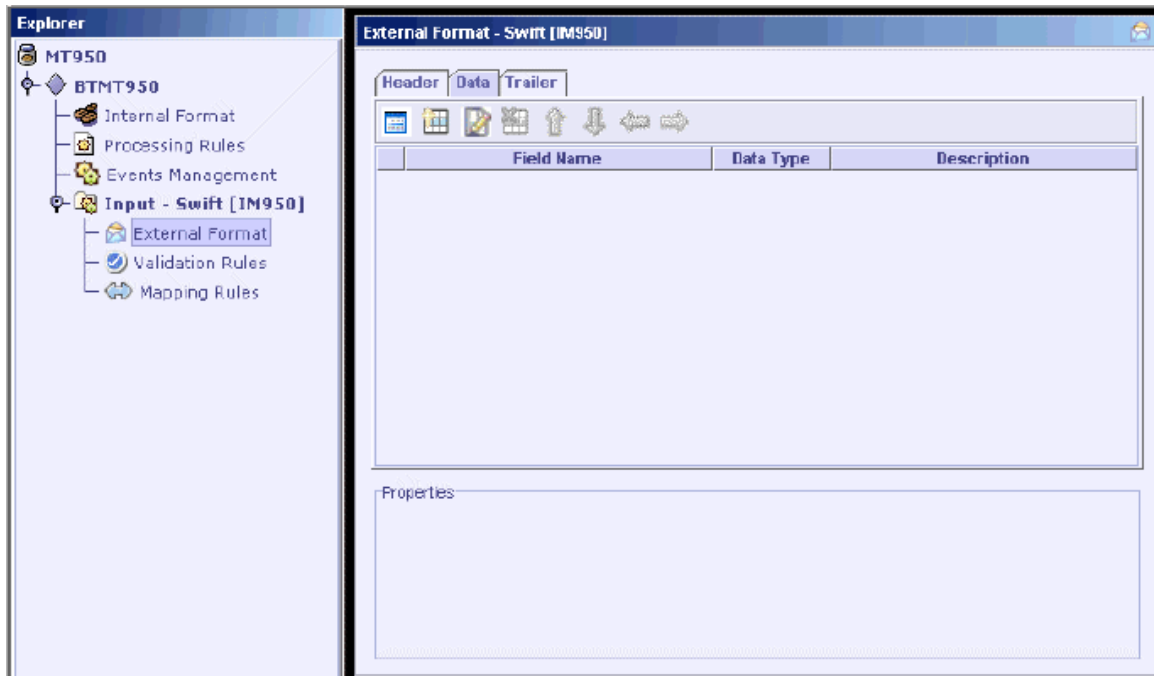 Explorer
MT950
BTMT950
Internal Format
Processing Rules
Events Management
Input - Swift [IM950]
External Format
Validation Rules
Mapping Rules
External Format - Swift [IM950]
Header Data Trailer
Field Name Data Type Description
Properties